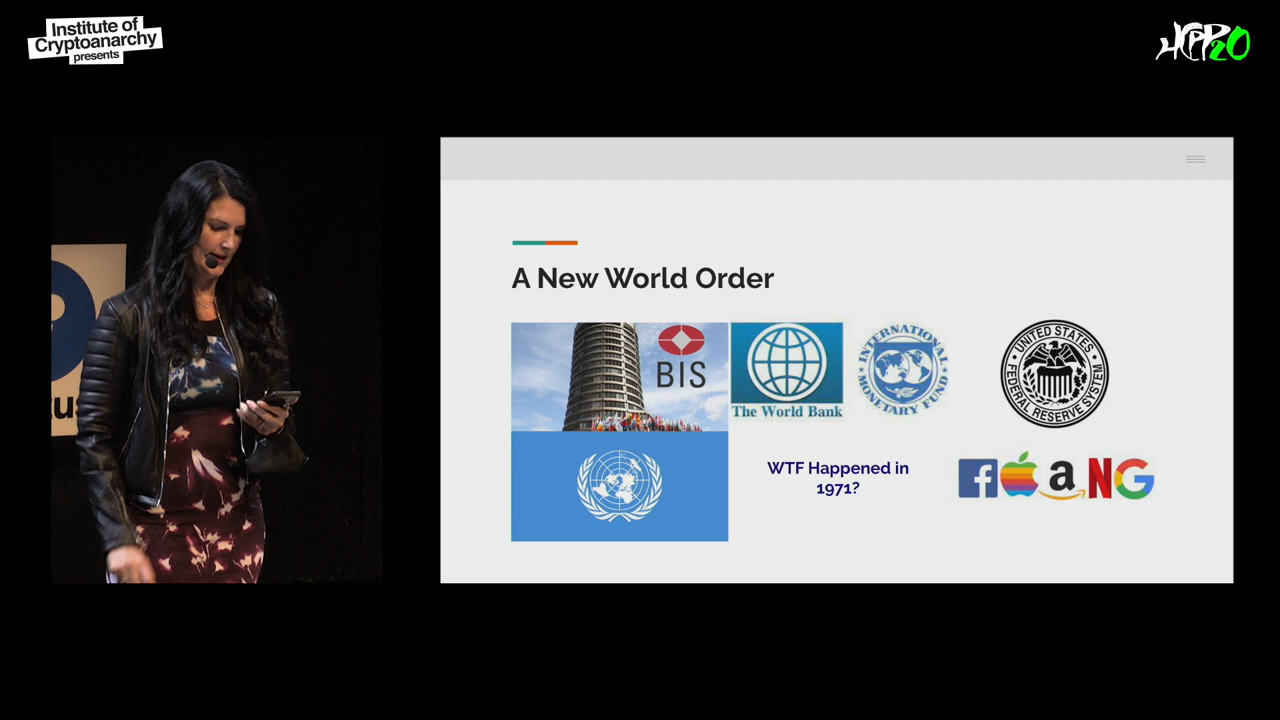 Institute of
Cryptoanarchy
presents
HCPP20
A New World Order
BIS
The World Bank
INTERNATIONAL
MONETARY FUND
UNITED STATES
FEDERAL RESERVE SYSTEM
WTF Happened in
1971?
f a N G